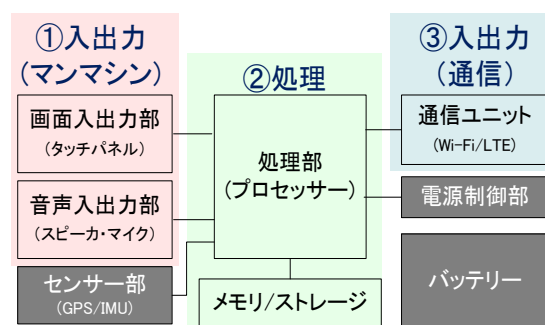 ①入出力
(マンマシン)
画面入出力部
(タッチパネル)
音声入出力部
(スピーカ・マイク)
センサー部
(GPS/IMU)
②処理
処理部
(プロセッサー)
メモリ/ストレージ
③入出力
(通信)
通信ユニット
(Wi-Fi/LTE)
電源制御部
バッテリー